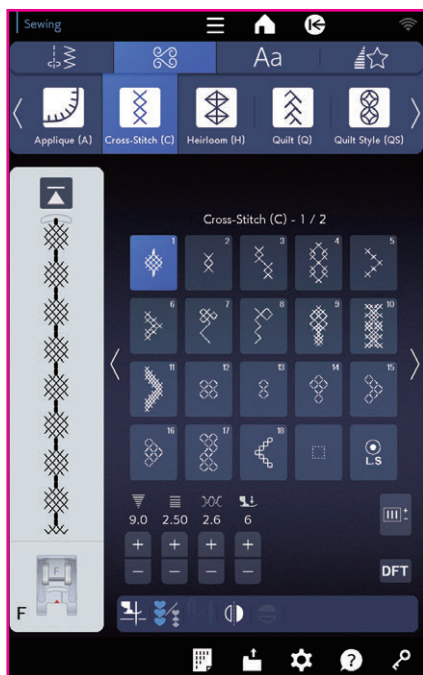 Sewing
Aa
Applique (A) Cross-Stitch (C) Heirloom (H) Quilt (Q) Quilt Style (QS)
Cross-Stitch (C) - 1 / 2
1 2 3 4 5
6 7 8 9 10
11 12 13 14 15
16 17 18 L.S
9.0 2.50 2.6 6
+ + + +
− − − − DFT
F
F
?